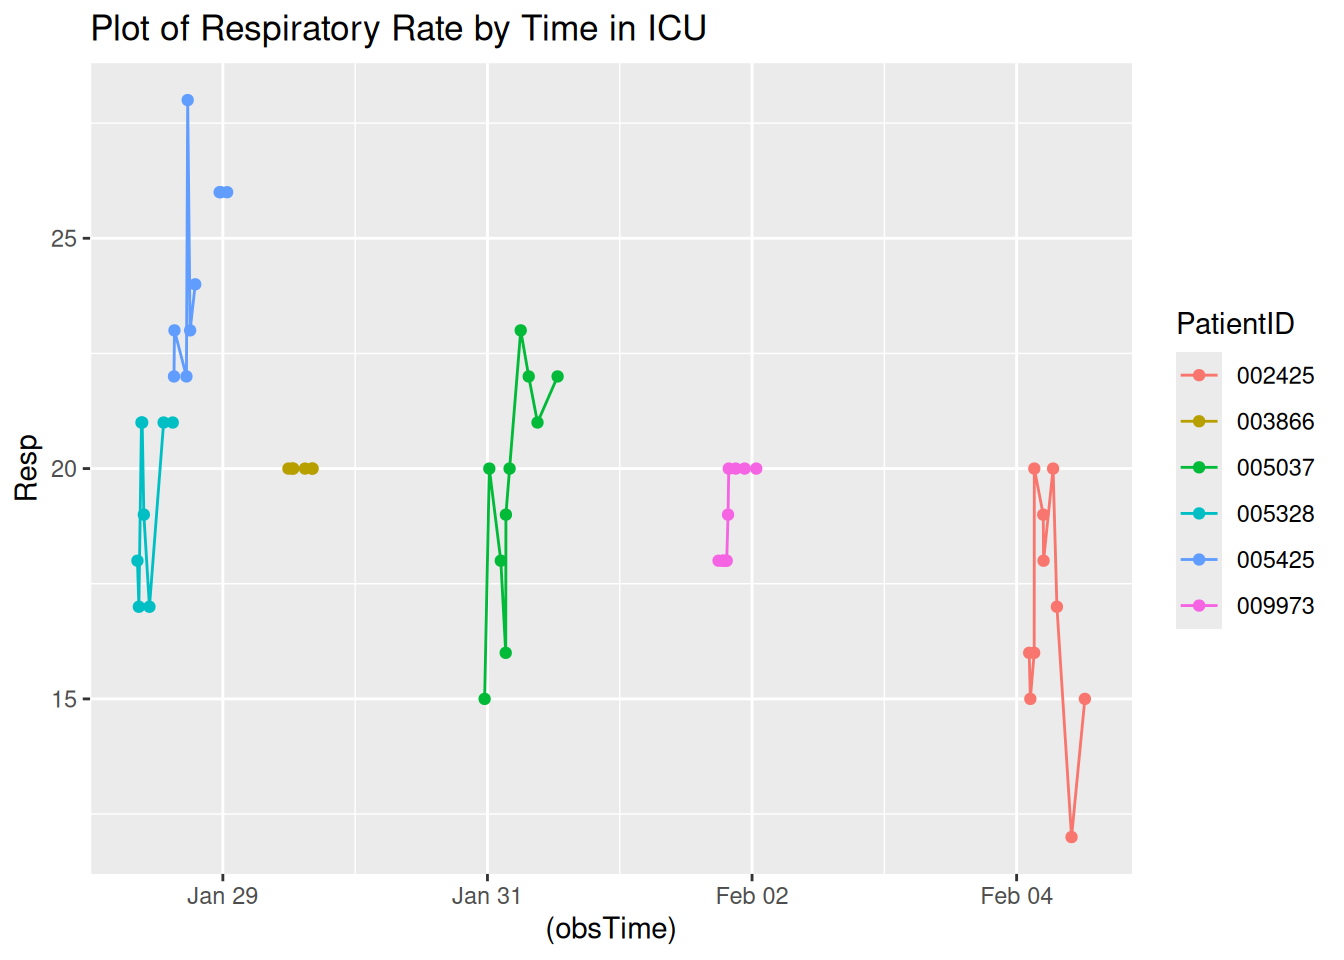 Plot of Respiratory Rate by Time in ICU
Resp
25
20
15
Jan 29
Jan 31
Feb 02
Feb 04
(obsTime)
PatientID
002425
003866
005037
005328
005425
009973